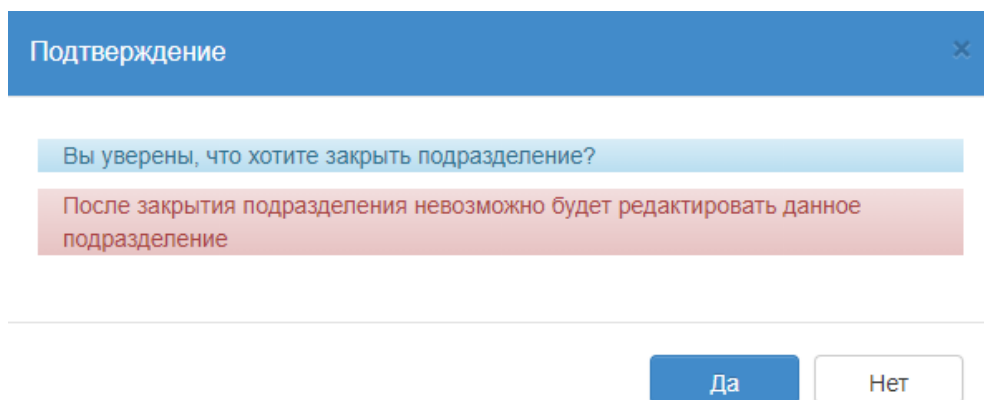 Подтверждение ×
Вы уверены, что хотите закрыть подразделение?
После закрытия подразделения невозможно будет редактировать данное
подразделение
Да Нет